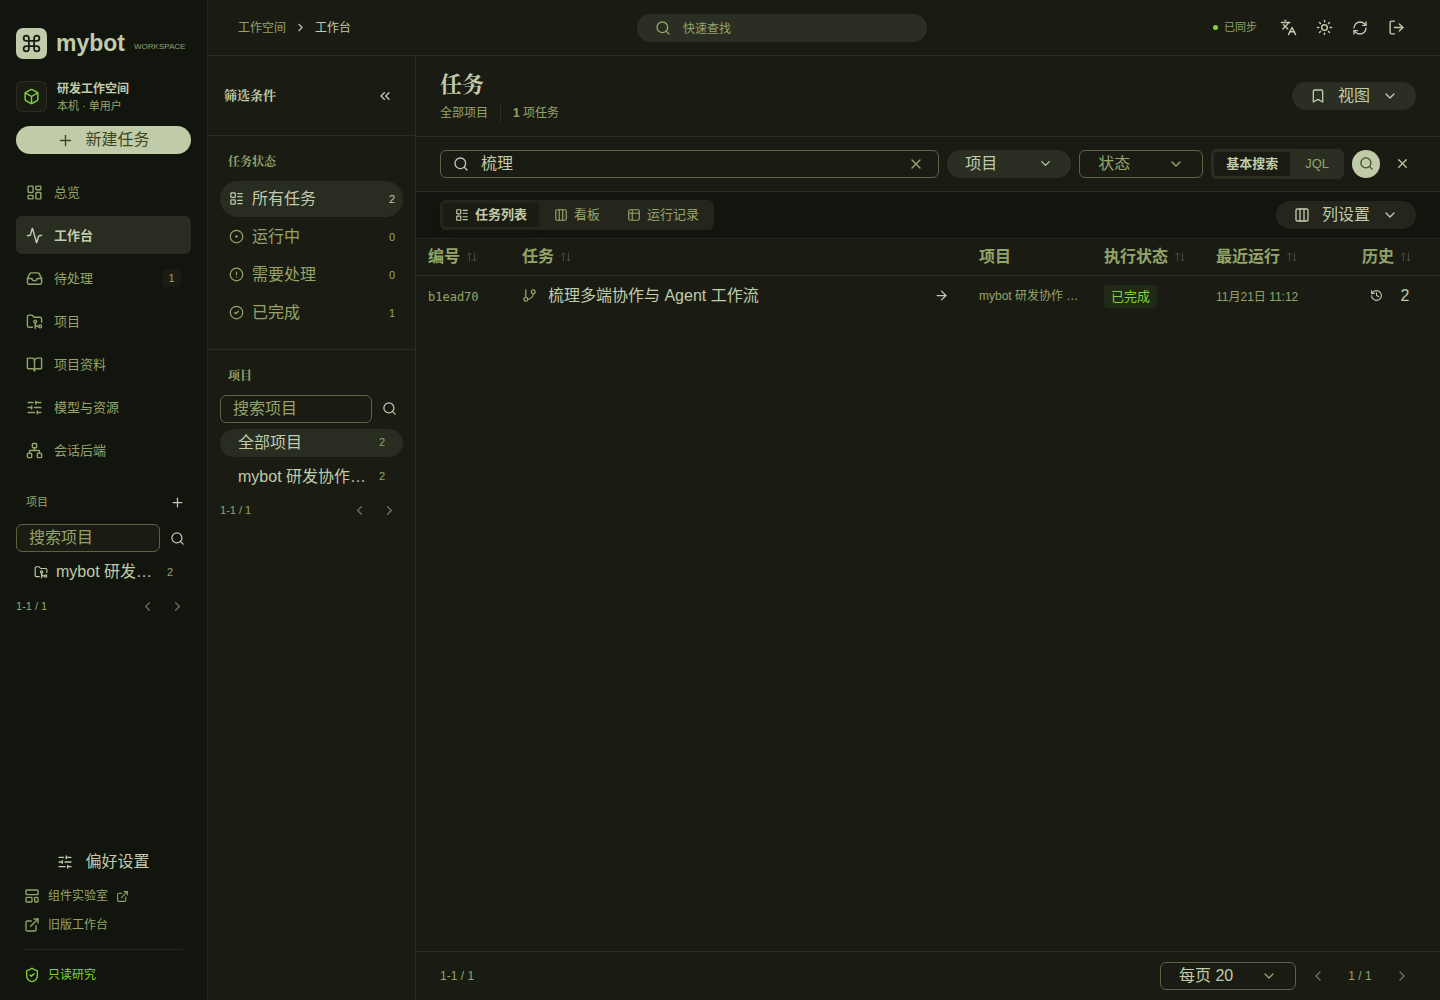 mybot WORKSPACE
研发工作空间
本机 · 单用户
新建任务
总览
工作台
待处理 1
项目
项目资料
模型与资源
会话后端
项目
搜索项目
mybot 研发… 2
1-1 / 1
偏好设置
组件实验室
旧版工作台
只读研究
工作空间 工作台
快速查找
已同步
筛选条件
任务状态
所有任务 2
运行中 0
需要处理 0
已完成 1
项目
搜索项目
全部项目 2
mybot 研发协作… 2
1-1 / 1
任务
全部项目 1 项任务
视图
梳理 项目 状态 基本搜索 JQL
任务列表 看板 运行记录 列设置
编号 任务 项目 执行状态 最近运行 历史
b1ead70 梳理多端协作与 Agent 工作流 mybot 研发协作 … 已完成 11月21日 11:12 2
1-1 / 1 每页 20 1 / 1